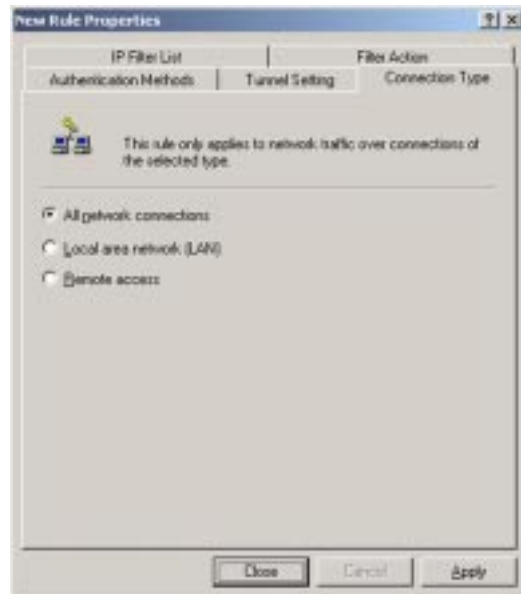 New Rule Properties
IP Filter List
Filter Action
Authentication Methods
Tunnel Setting
Connection Type
This rule only applies to network traffic over connections of
the selected type.
All network connections
Local area network (LAN)
Remote access
Close
Cancel
Apply